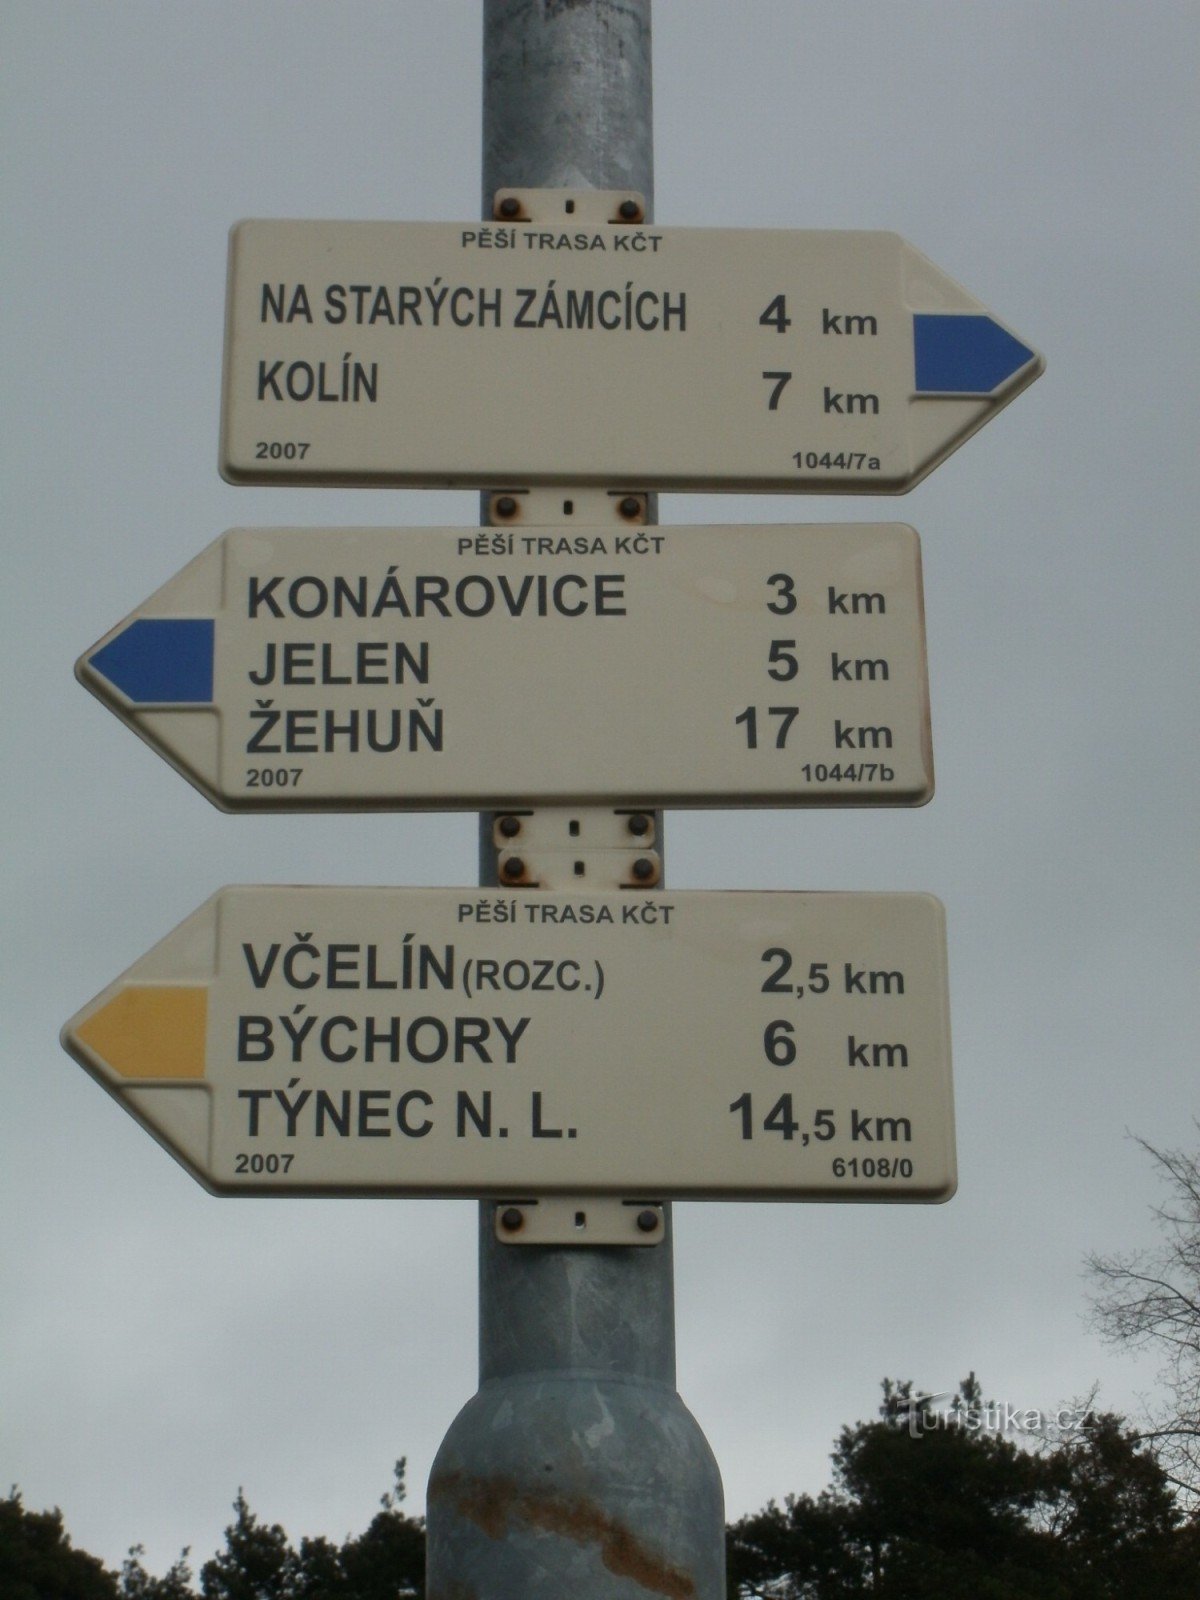 PĚŠÍ TRASA KČT
NA STARÝCH ZÁMCÍCH 4 km
KOLÍN 7 km
2007 1044/7a
PĚŠÍ TRASA KČT
KONÁROVICE 3 km
JELEN 5 km
ŽEHUŇ 17 km
2007 1044/7b
PĚŠÍ TRASA KČT
VČELÍN (ROZC.) 2,5 km
BÝCHORY 6 km
TÝNEC N. L. 14,5 km
2007 6108/0
Turistika.cz